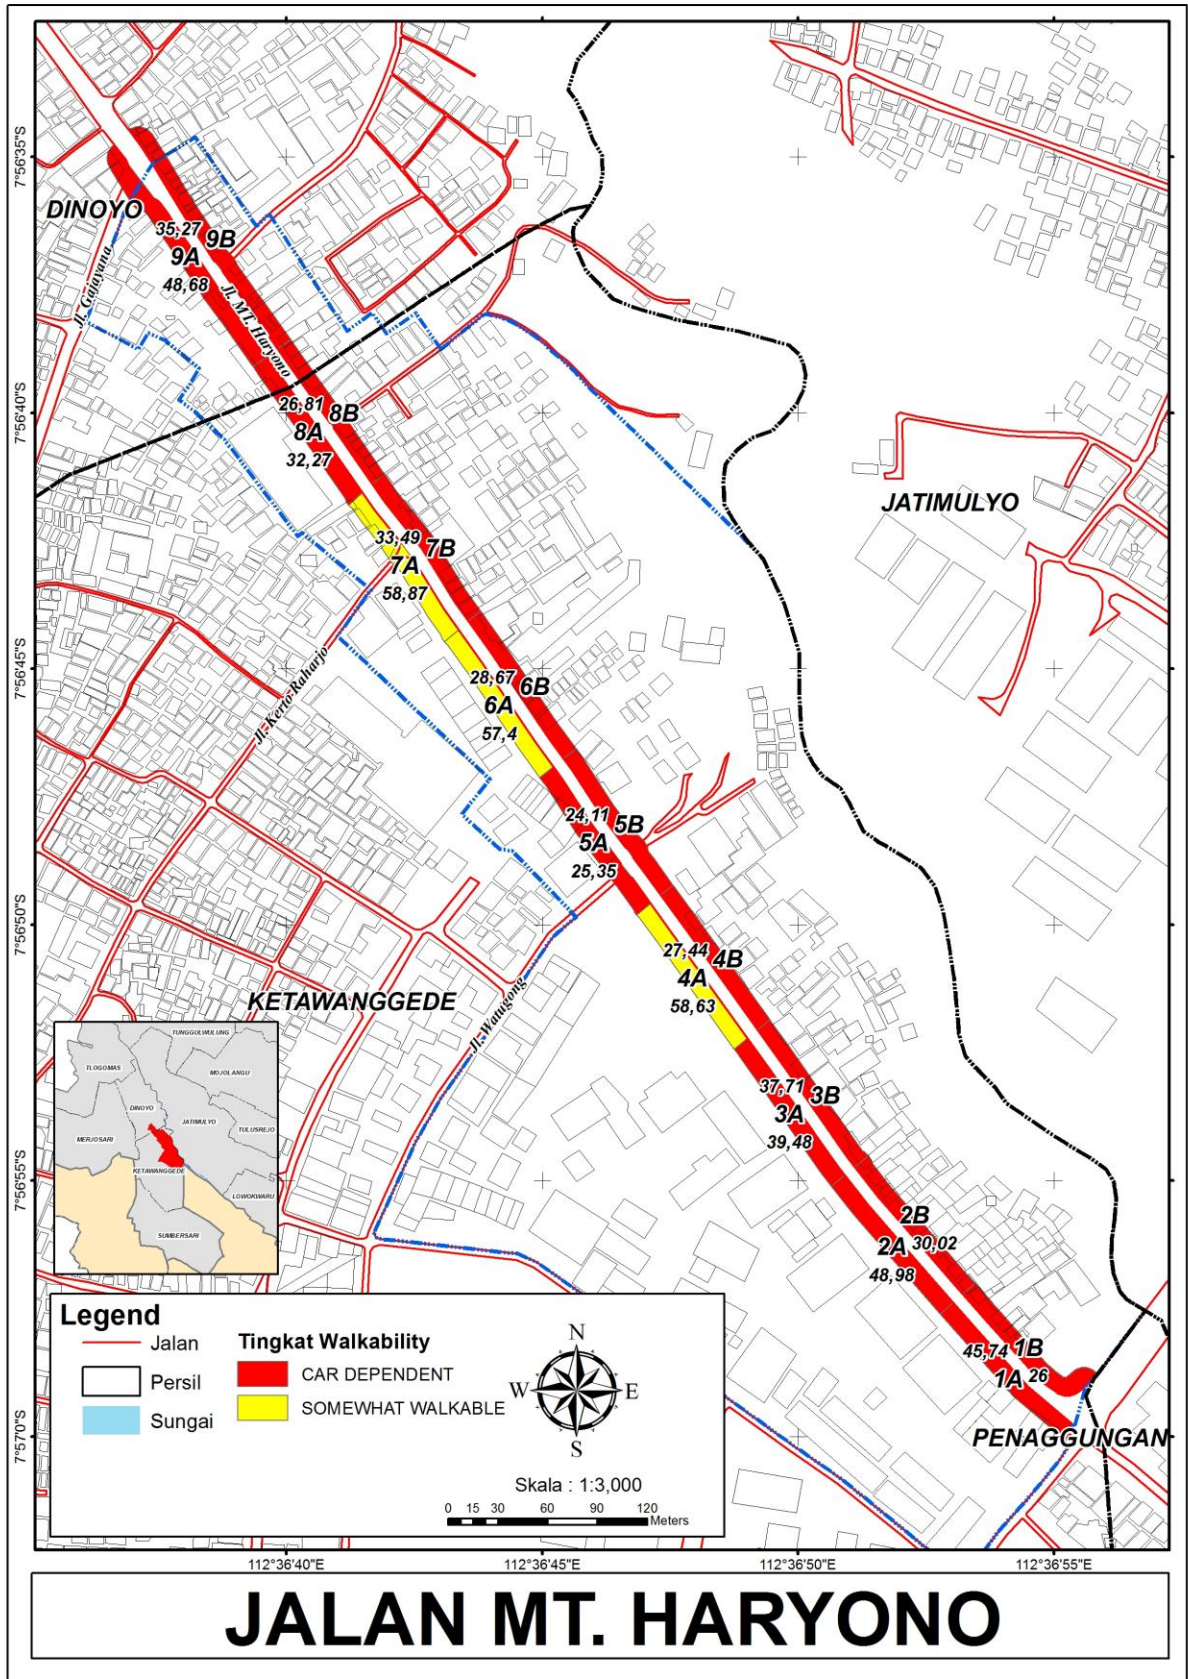 7°56'35"S
7°56'40"S
7°56'45"S
7°56'50"S
7°56'55"S
7°57'0"S
DINOYO
Jl. Gajayana
Jl. MT. Haryono
35,27
9B
9A
48,68
26,81
8B
8A
32,27
JATIMULYO
33,49
7B
7A
58,87
Jl. Kerto Raharjo
28,67
6B
6A
57,4
24,11
5B
5A
25,35
27,44
4B
4A
58,63
KETAWANGGEDE
Jl. Watugong
37,71
3B
3A
39,48
2B
2A
30,02
48,98
45,74
1B
1A
26
PENAGGUNGAN
TUNGGULWULUNG
TLOGOMAS
MOJOLANGU
DINOYO
JATIMULYO
TULUSREJO
MERJOSARI
KETAWANGGEDE
LOWOKWARU
SUMBERSARI
Legend
Jalan
Persil
Sungai
Tingkat Walkability
CAR DEPENDENT
SOMEWHAT WALKABLE
N
W
E
S
Skala : 1:3,000
0 15 30 60 90 120
Meters
112°36'40"E
112°36'45"E
112°36'50"E
112°36'55"E
JALAN MT. HARYONO